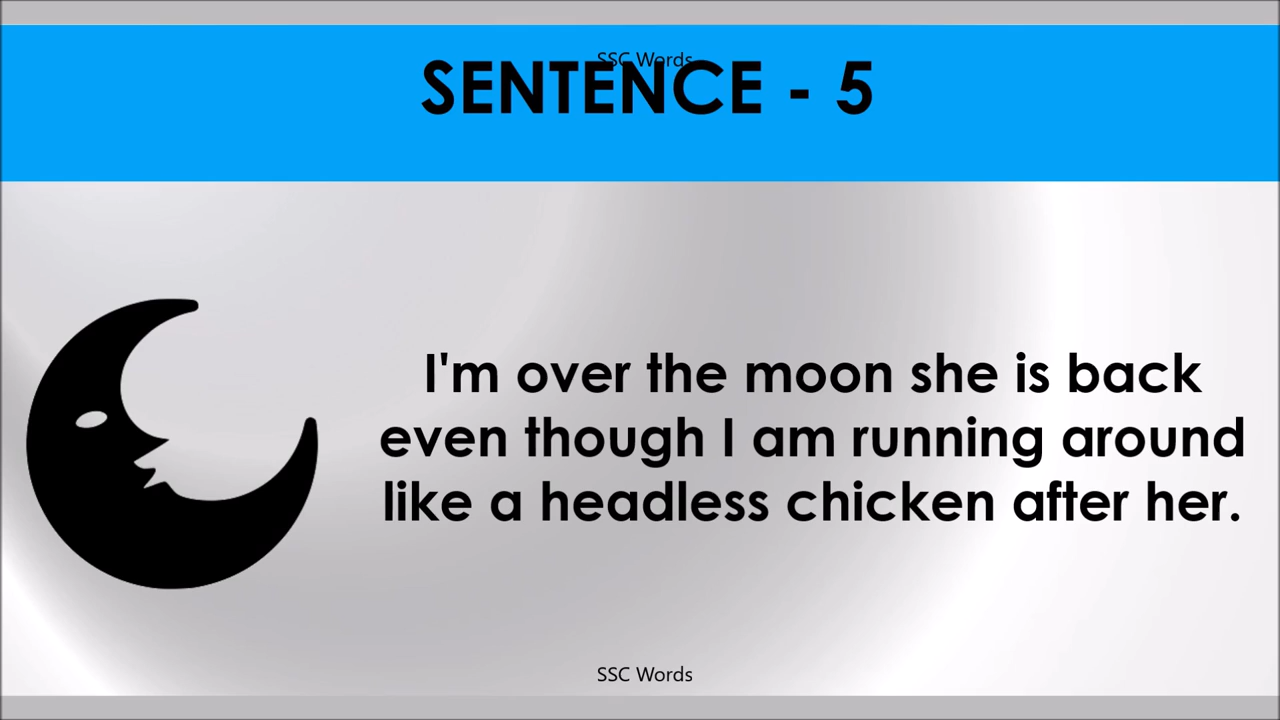 SSC Words
SENTENCE - 5
I'm over the moon she is back
even though I am running around
like a headless chicken after her.
SSC Words